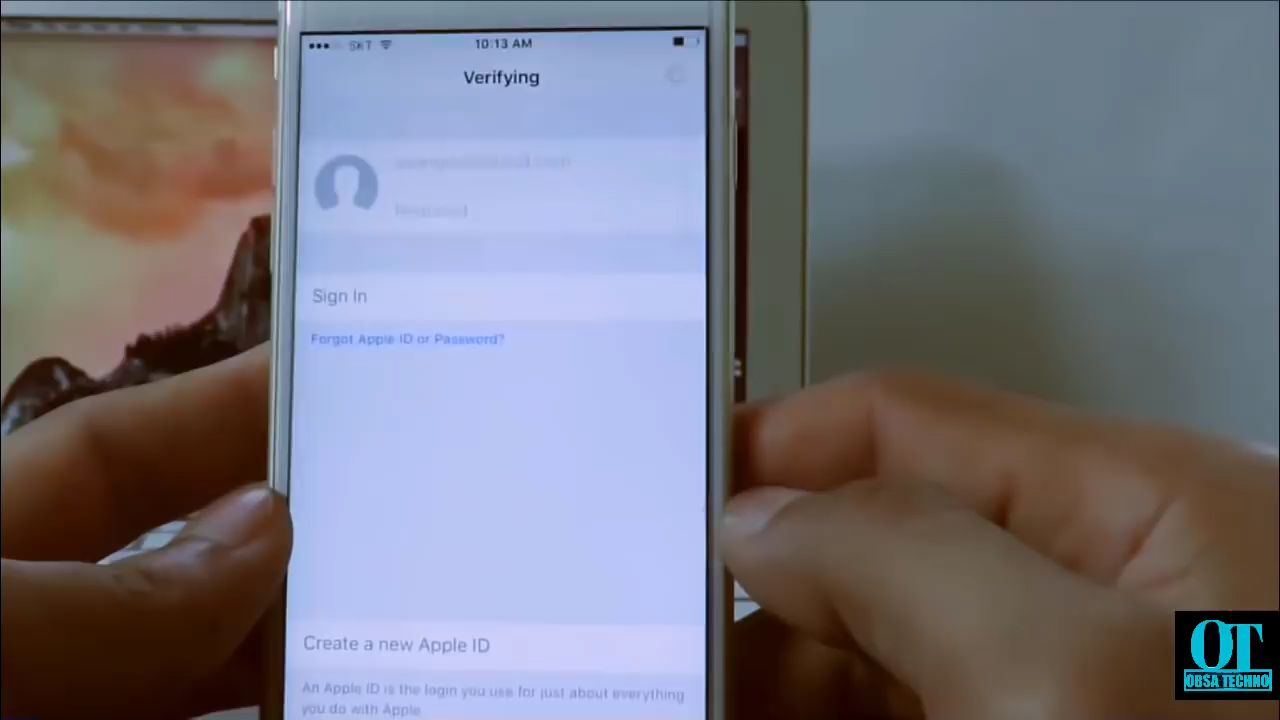 SKT
10:13 AM
Verifying
Sign In
Forgot Apple ID or Password?
Create a new Apple ID
An Apple ID is the login you use for just about everything
you do with Apple.
OT
OBSA TECHNO